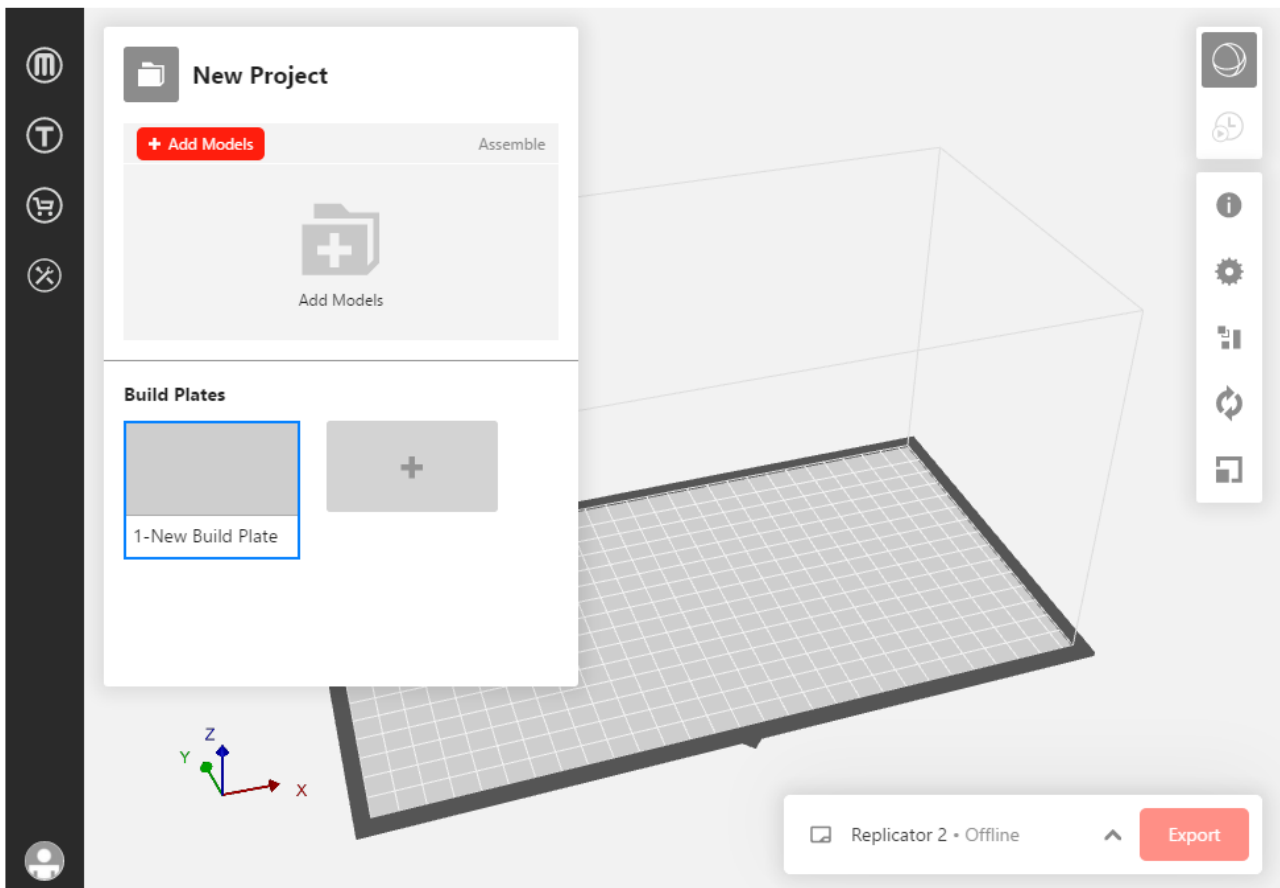 New Project
+ Add Models
Assemble
Add Models
Build Plates
1-New Build Plate
Z
Y
X
Replicator 2 • Offline
Export